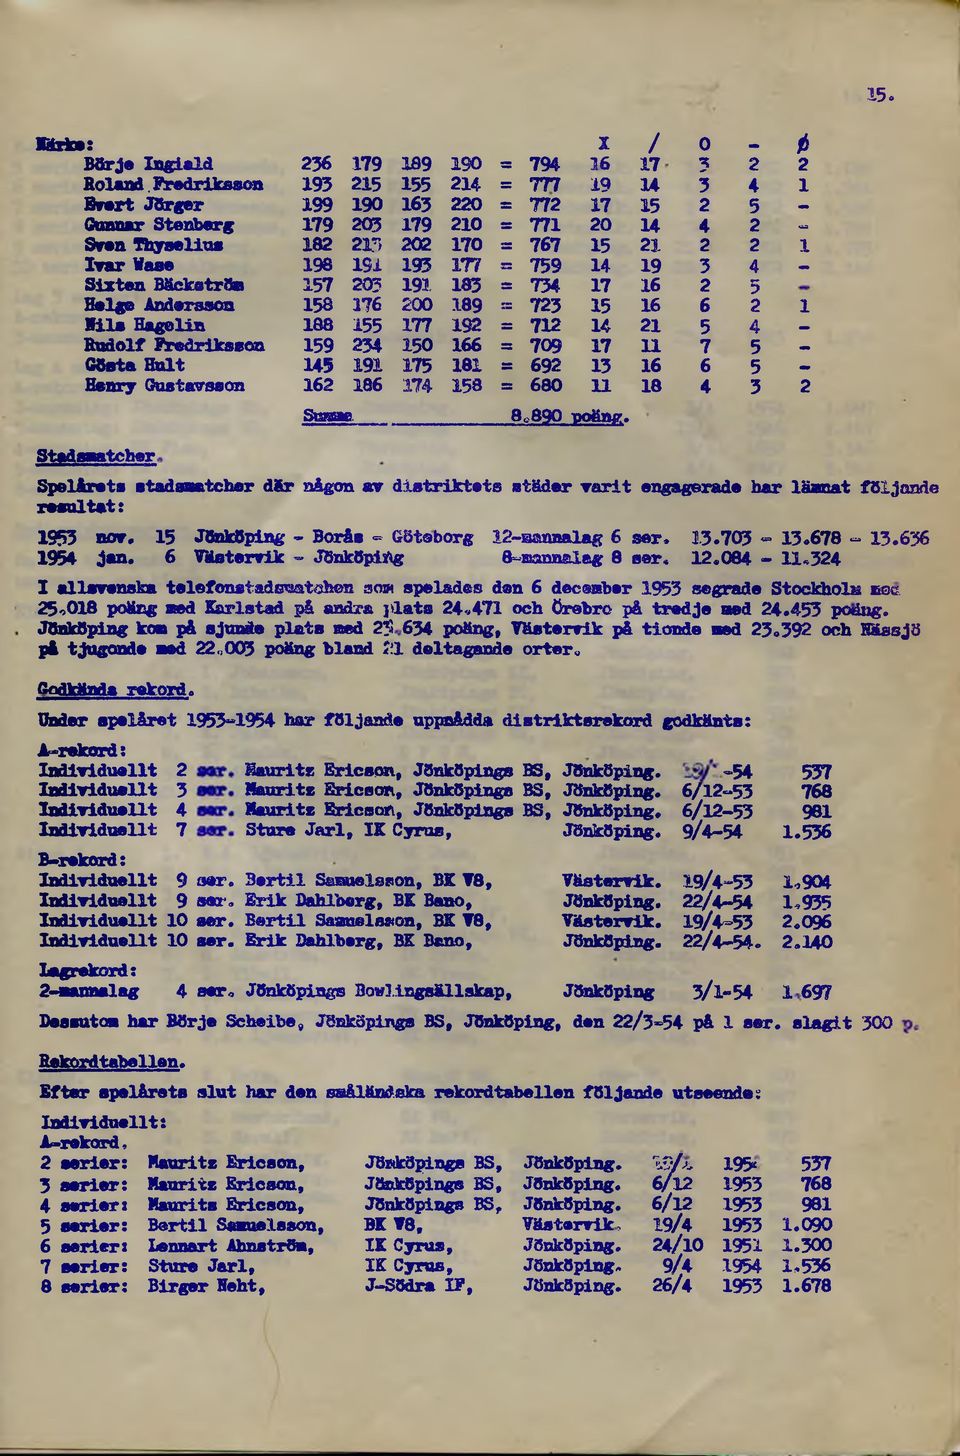 15.
Märke: X / O - Ø
Börje Ingiald 236 179 189 190 = 794 16 17 3 2 2
Roland Fredriksson 193 215 155 214 = 777 19 14 3 4 1
Evert Jörger 199 190 163 220 = 772 17 15 2 5 -
Gunnar Stenberg 179 203 179 210 = 771 20 14 4 2 -
Sven Thyselius 182 213 202 170 = 767 15 21 2 2 1
Ivar Wase 198 191 193 177 = 759 14 19 3 4 -
Sixten Bäckström 157 203 191 183 = 734 17 16 2 5 -
Helge Andersson 158 176 200 189 = 723 15 16 6 2 1
Nils Hagelin 188 155 177 192 = 712 14 21 5 4 -
Rudolf Fredriksson 159 234 150 166 = 709 17 11 7 5 -
Gösta Hult 145 191 175 181 = 692 13 16 6 5 -
Henry Gustavsson 162 186 174 158 = 680 11 18 4 3 2
Summa 8.890 poäng.
Stadsmatcher.
Spelårets stadsmatcher där någon av distriktets städer varit engagerade har lämnat följande
resultat:
1953 nov. 15 Jönköping - Borås - Göteborg 12-mannalag 6 ser. 13.703 - 13.678 - 13.636
1954 jan. 6 Västervik - Jönköping 8-mannalag 8 ser. 12.084 - 11.324
I allsvenska telefonstadsmatchen som spelades den 6 december 1953 segrade Stockholm med
25.018 poäng med Karlstad på andra plats 24.471 och Örebro på tredje med 24.453 poäng.
Jönköping kom på sjunde plats med 23.634 poäng, Västervik på tionde med 23.392 och Nässjö
på tjugonde med 22.003 poäng bland 21 deltagande orter.
Godkända rekord.
Under spelåret 1953-1954 har följande uppnådda distriktsrekord godkänts:
A-rekord:
Individuellt 2 ser. Mauritz Ericson, Jönköpings BS, Jönköping. -54 537
Individuellt 3 ser. Mauritz Ericson, Jönköpings BS, Jönköping. 6/12-53 768
Individuellt 4 ser. Mauritz Ericson, Jönköpings BS, Jönköping. 6/12-53 981
Individuellt 7 ser. Sture Jarl, IK Cyrus, Jönköping. 9/4-54 1.536
B-rekord:
Individuellt 9 ser. Bertil Samuelsson, BK V8, Västervik. 19/4-53 1.904
Individuellt 9 ser. Erik Dahlberg, BK Bano, Jönköping. 22/4-54 1.935
Individuellt 10 ser. Bertil Samuelsson, BK V8, Västervik. 19/4-53 2.096
Individuellt 10 ser. Erik Dahlberg, BK Bano, Jönköping. 22/4-54. 2.140
Lagrekord:
2-mannalag 4 ser. Jönköpings Bowlingsällskap, Jönköping 3/1-54 1.697
Dessutom har Börje Scheibe, Jönköpings BS, Jönköping, den 22/3-54 på 1 ser. slagit 300 p.
Rekordtabellen.
Efter spelårets slut har den småländska rekordtabellen följande utseende:
Individuellt:
A-rekord.
2 serier: Mauritz Ericson, Jönköpings BS, Jönköping. 537
3 serier: Mauritz Ericson, Jönköpings BS, Jönköping. 6/12 1953 768
4 serier: Maurits Ericson, Jönköpings BS, Jönköping. 6/12 1953 981
5 serier: Bertil Samuelsson, BK V8, Västervik. 19/4 1953 1.090
6 serier: Lennart Ahnström, IK Cyrus, Jönköping. 24/10 1951 1.300
7 serier: Sture Jarl, IK Cyrus, Jönköping. 9/4 1954 1.536
8 serier: Birger Neht, J-Södra IF, Jönköping. 26/4 1953 1.678